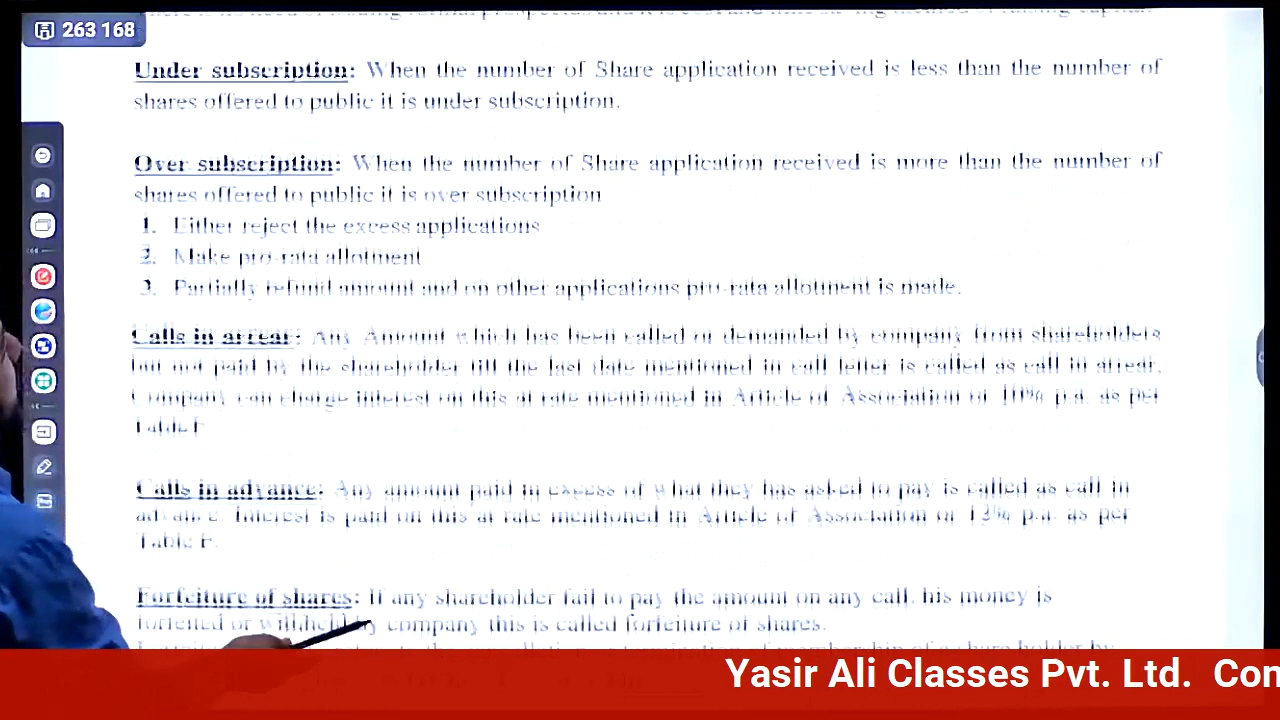 263 168
Under subscription: When the number of Share application received is less than the number of
shares offered to public it is under subscription.
Over subscription: When the number of Share application received is more than the number of
shares offered to public it is over subscription
1. Either reject the excess applications
2. Make pro-rata allotment
3. Partially refund amount and on other applications pro-rata allotment is made.
Calls in arrear: Any Amount which has been called or demanded by company from shareholders
but not paid by the shareholder till the last date mentioned in call letter is called as call in arrear.
Company can charge interest on this at rate mentioned in Article of Association or 10% p.a. as per
Table F
Calls in advance: Any amount paid in excess of what they has asked to pay is called as call in
advance. Interest is paid on this at rate mentioned in Article of Association or 12% p.a. as per
Table F.
Forfeiture of shares: If any shareholder fail to pay the amount on any call, his money is
forfeited or withheld by company this is called forfeiture of shares.
Yasir Ali Classes Pvt. Ltd. Con